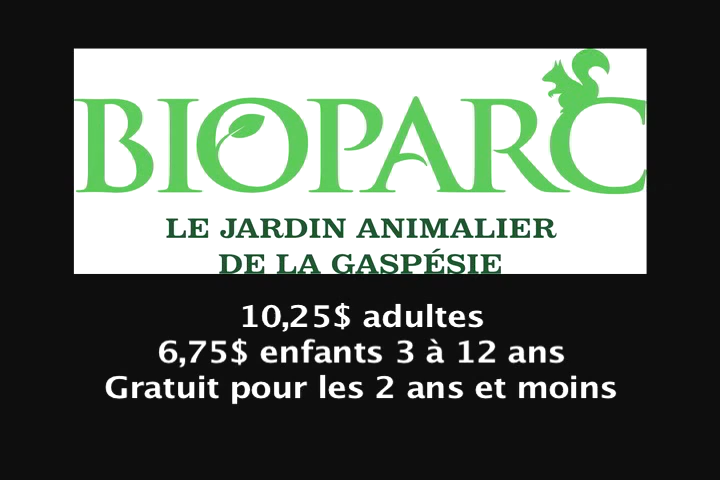 BIOPARC
LE JARDIN ANIMALIER
DE LA GASPÉSIE
10,25$ adultes
6,75$ enfants 3 à 12 ans
Gratuit pour les 2 ans et moins